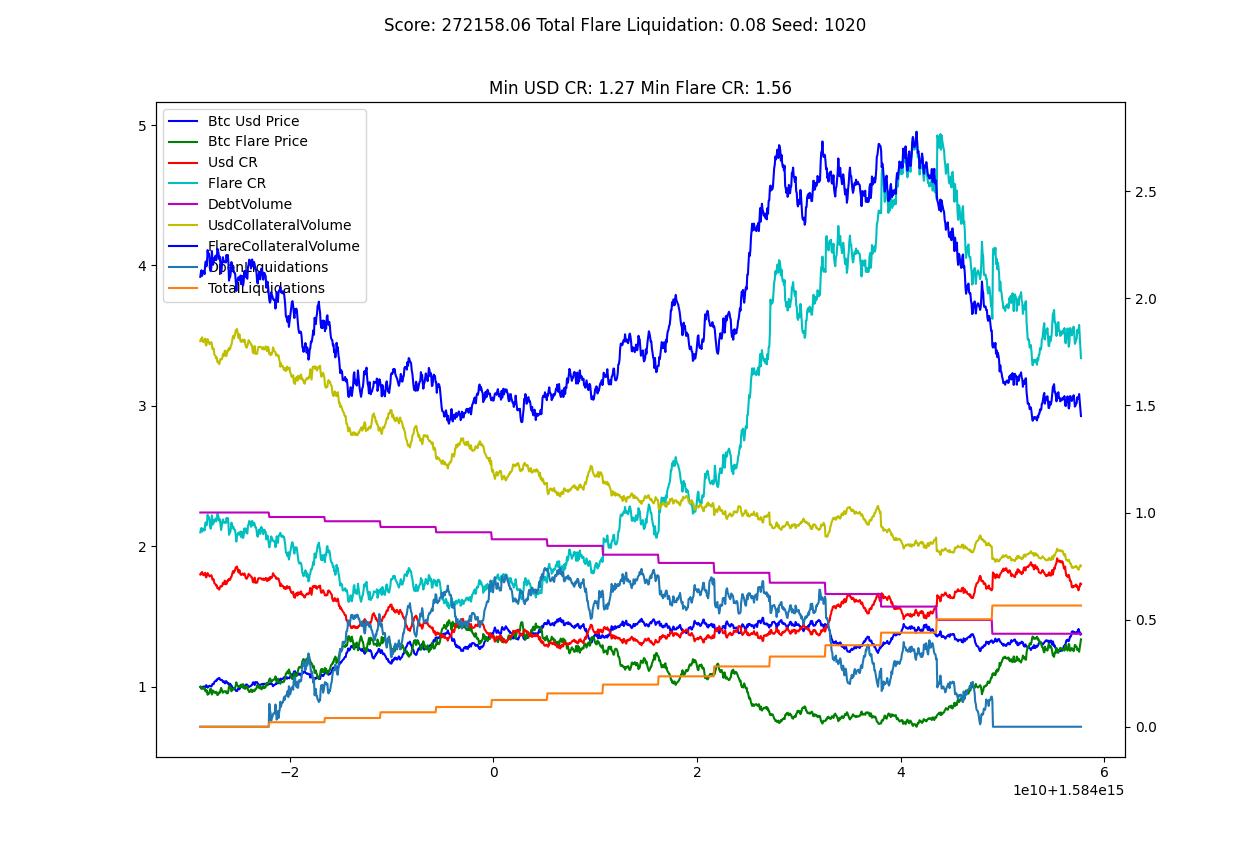 Score: 272158.06 Total Flare Liquidation: 0.08 Seed: 1020
Min USD CR: 1.27 Min Flare CR: 1.56
Btc Usd Price
Btc Flare Price
Usd CR
Flare CR
DebtVolume
UsdCollateralVolume
FlareCollateralVolume
OpenLiquidations
TotalLiquidations
5
4
3
2
1
2.5
2.0
1.5
1.0
0.5
0.0
−2 0 2 4 6
1e10+1.584e15